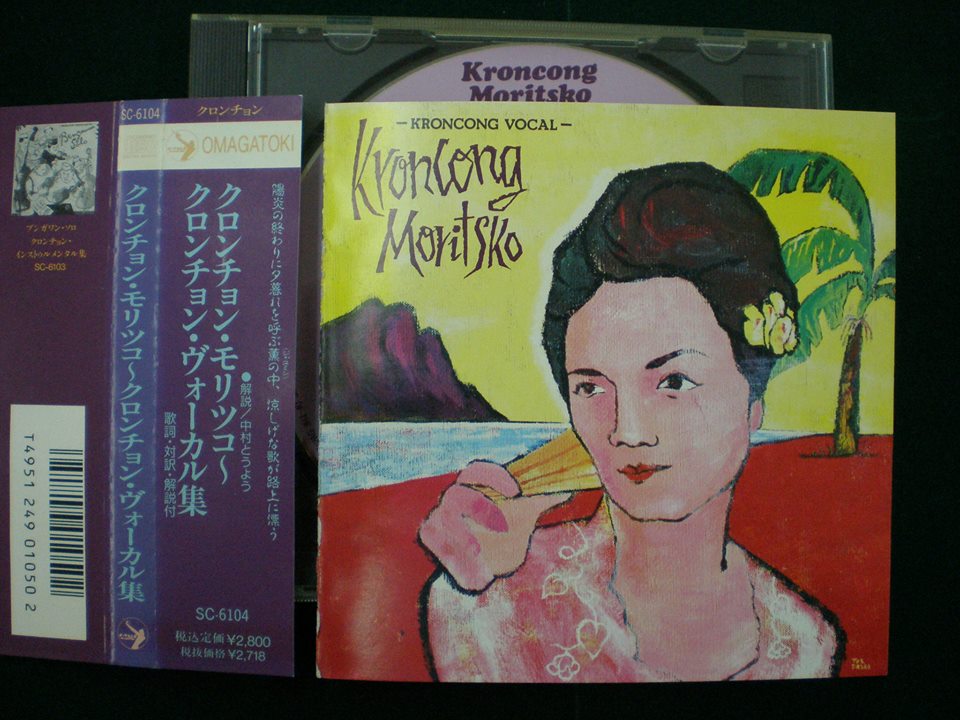 Kroncong
Moritsko
- KRONCONG VOCAL -
Kroncong
Moritsko
SC-6104
クロンチョン
OMAGATOKI
陽炎の終わりに夕暮れを呼ぶ薫の中、涼しげな歌が路上に漂う
クロンチョン・モリツコ〜
クロンチョン・ヴォーカル集
●解説/中村とうよう
歌詞・対訳・解説付
SC-6104
税込定価¥2,800
税抜価格¥2,718
クロンチョン・モリツコ〜クロンチョン・ヴォーカル集
ブンガワン・ソロ
クロンチョン・
インストゥルメンタル集
SC-6103
T4951 249 01050 2